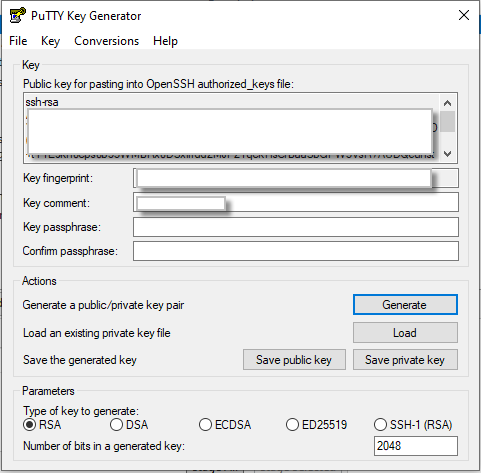 PuTTY Key Generator
File Key Conversions Help
Key
Public key for pasting into OpenSSH authorized_keys file:
ssh-rsa
Key fingerprint:
Key comment:
Key passphrase:
Confirm passphrase:
Actions
Generate a public/private key pair
Generate
Load an existing private key file
Load
Save the generated key
Save public key
Save private key
Parameters
Type of key to generate:
RSA DSA ECDSA ED25519 SSH-1 (RSA)
Number of bits in a generated key:
2048